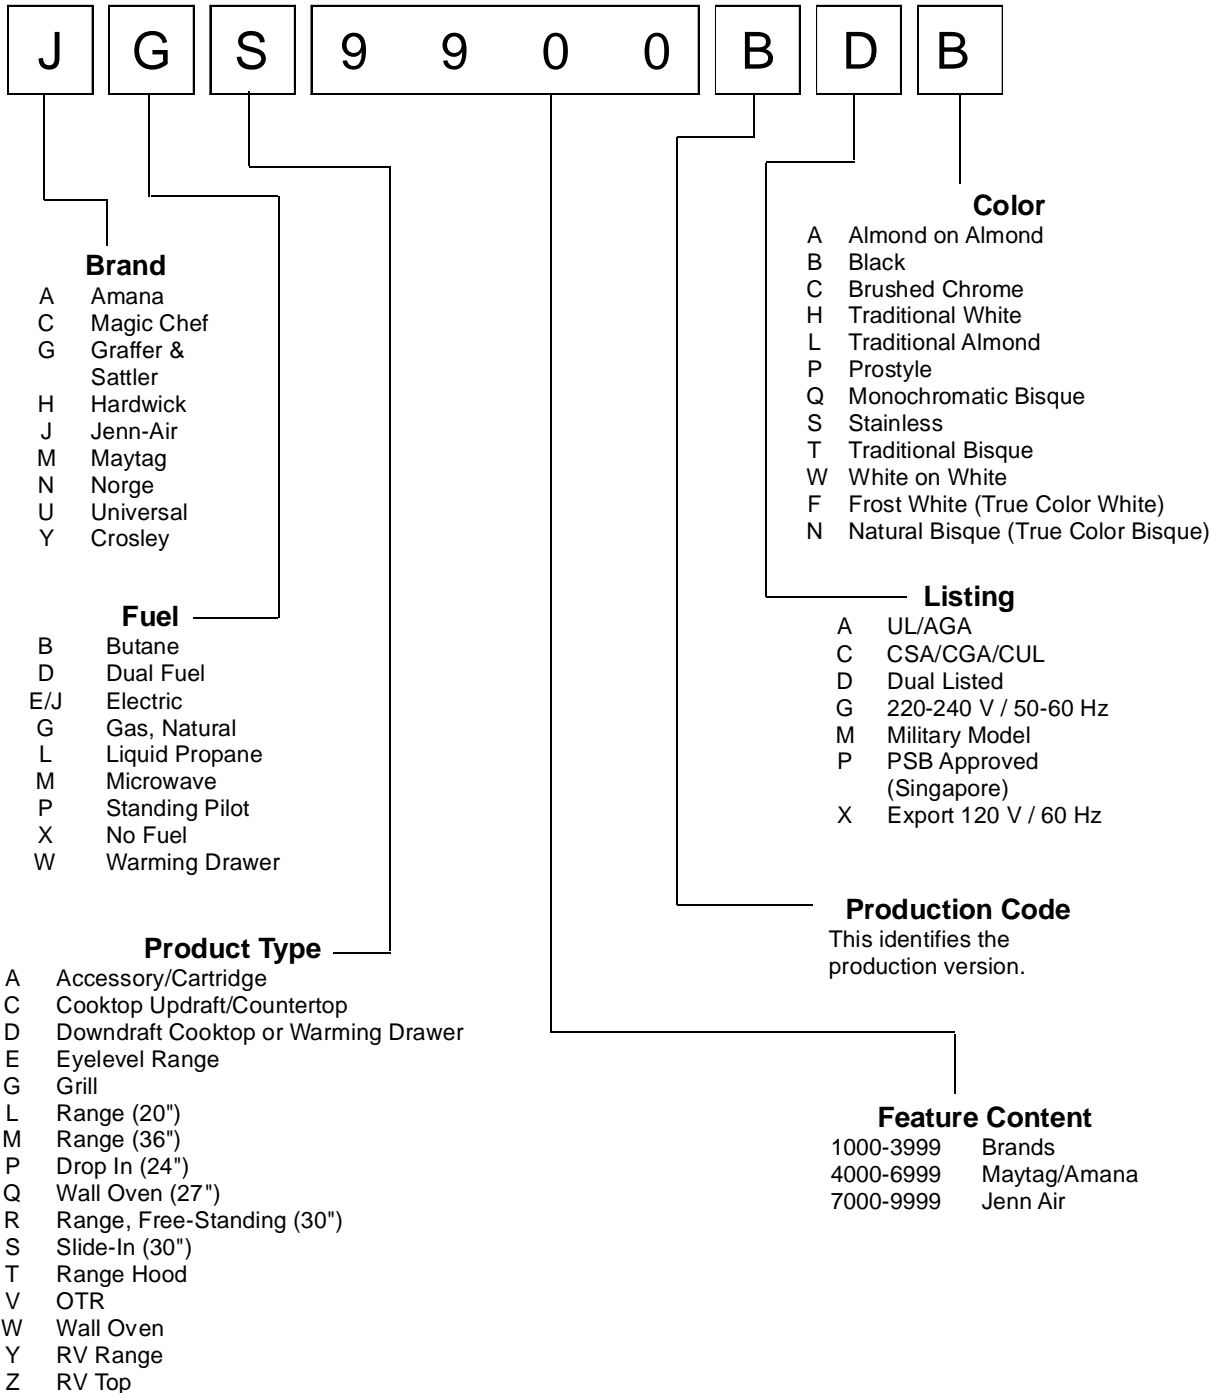 J G S 9 9 0 0 B D B
Brand
A Amana
C Magic Chef
G Graffer &
Sattler
H Hardwick
J Jenn-Air
M Maytag
N Norge
U Universal
Y Crosley
Fuel
B Butane
D Dual Fuel
E/J Electric
G Gas, Natural
L Liquid Propane
M Microwave
P Standing Pilot
X No Fuel
W Warming Drawer
Product Type
A Accessory/Cartridge
C Cooktop Updraft/Countertop
D Downdraft Cooktop or Warming Drawer
E Eyelevel Range
G Grill
L Range (20")
M Range (36")
P Drop In (24")
Q Wall Oven (27")
R Range, Free-Standing (30")
S Slide-In (30")
T Range Hood
V OTR
W Wall Oven
Y RV Range
Z RV Top
Color
A Almond on Almond
B Black
C Brushed Chrome
H Traditional White
L Traditional Almond
P Prostyle
Q Monochromatic Bisque
S Stainless
T Traditional Bisque
W White on White
F Frost White (True Color White)
N Natural Bisque (True Color Bisque)
Listing
A UL/AGA
C CSA/CGA/CUL
D Dual Listed
G 220-240 V / 50-60 Hz
M Military Model
P PSB Approved
(Singapore)
X Export 120 V / 60 Hz
Production Code
This identifies the
production version.
Feature Content
1000-3999 Brands
4000-6999 Maytag/Amana
7000-9999 Jenn Air